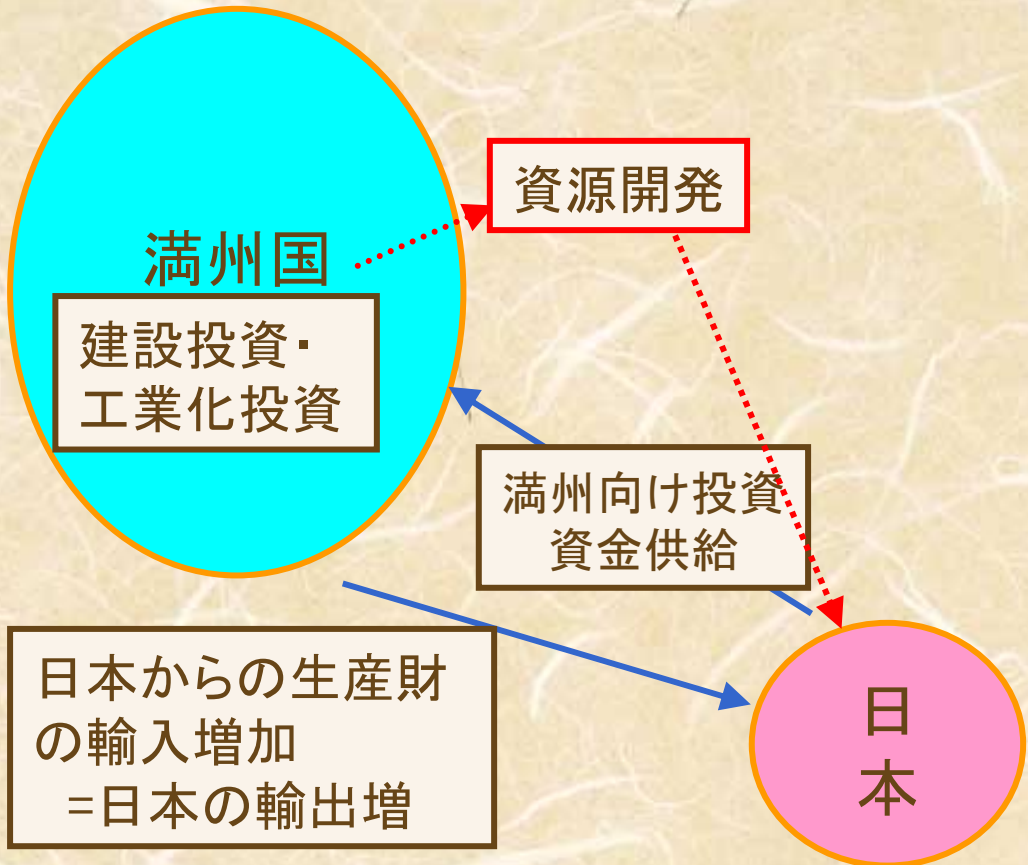 資源開発
満州国
建設投資・
工業化投資
満州向け投資
資金供給
日本からの生産財
の輸入増加
=日本の輸出増
日
本